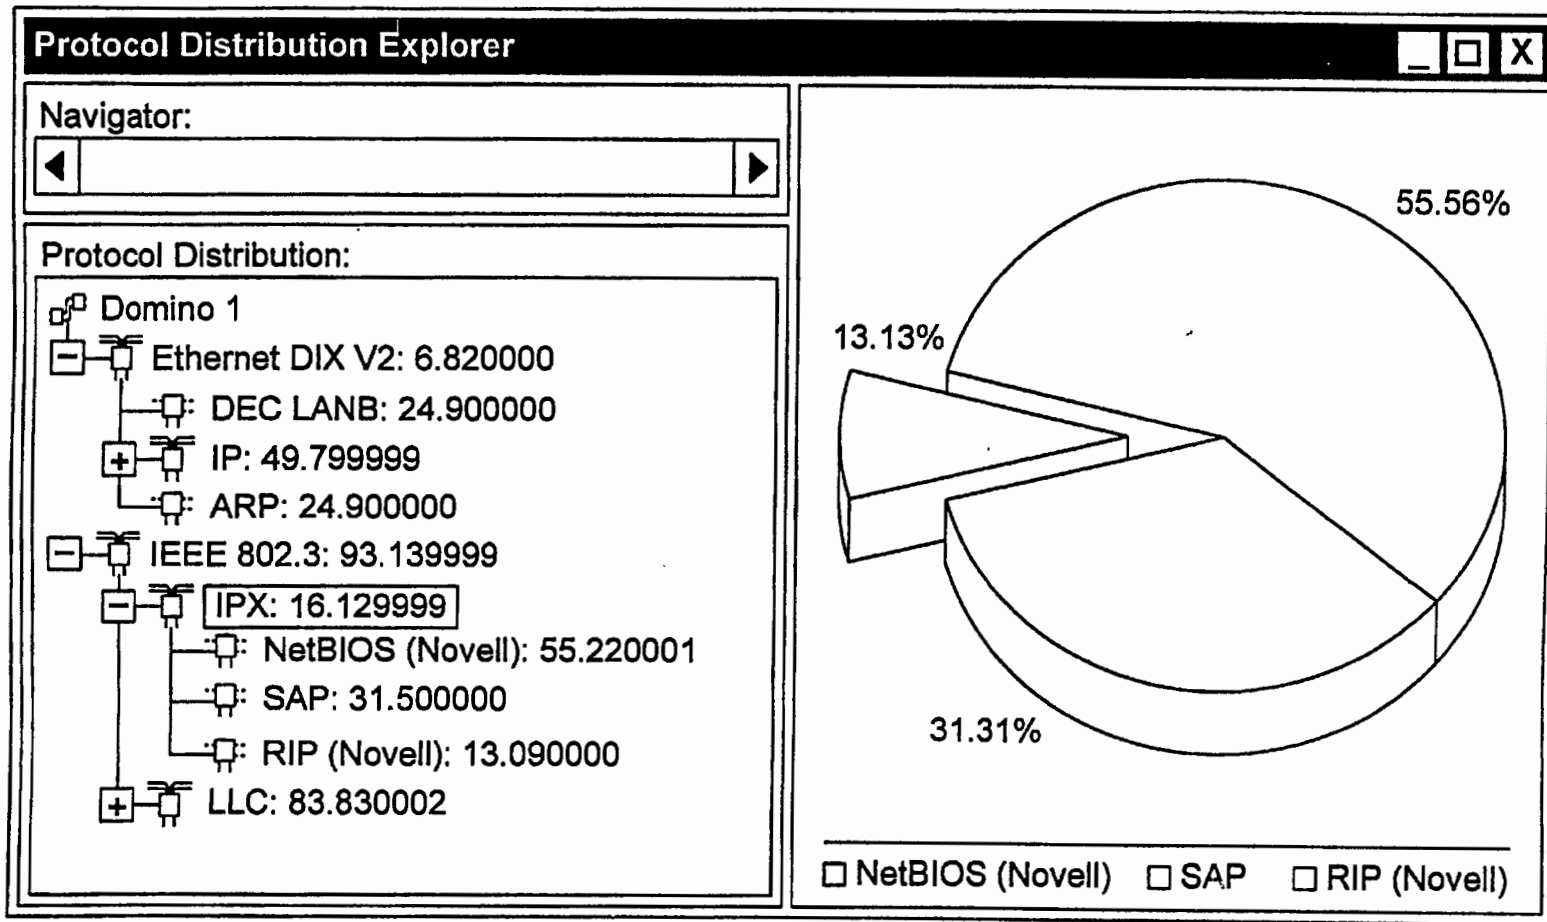 Protocol Distribution Explorer
Navigator:
Protocol Distribution:
Domino 1
Ethernet DIX V2: 6.820000
DEC LANB: 24.900000
IP: 49.799999
ARP: 24.900000
IEEE 802.3: 93.139999
IPX: 16.129999
NetBIOS (Novell): 55.220001
SAP: 31.500000
RIP (Novell): 13.090000
LLC: 83.830002
55.56%
13.13%
31.31%
NetBIOS (Novell) SAP RIP (Novell)